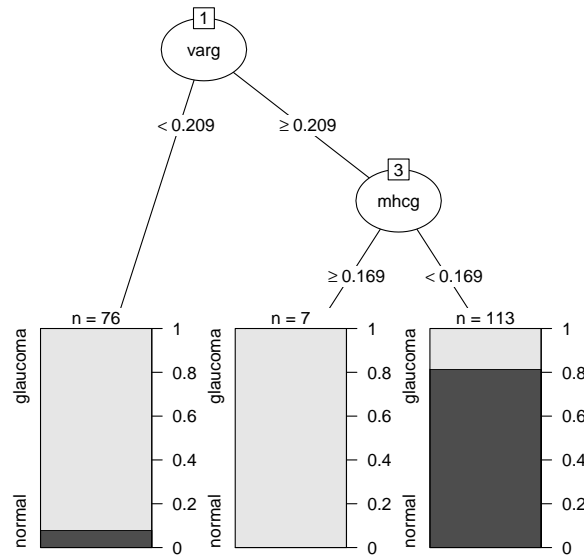 1
varg
< 0.209
≥ 0.209
3
mhcg
≥ 0.169
< 0.169
n = 76
normal
glaucoma
0
0.2
0.4
0.6
0.8
1
n = 7
normal
glaucoma
0
0.2
0.4
0.6
0.8
1
n = 113
normal
glaucoma
0
0.2
0.4
0.6
0.8
1